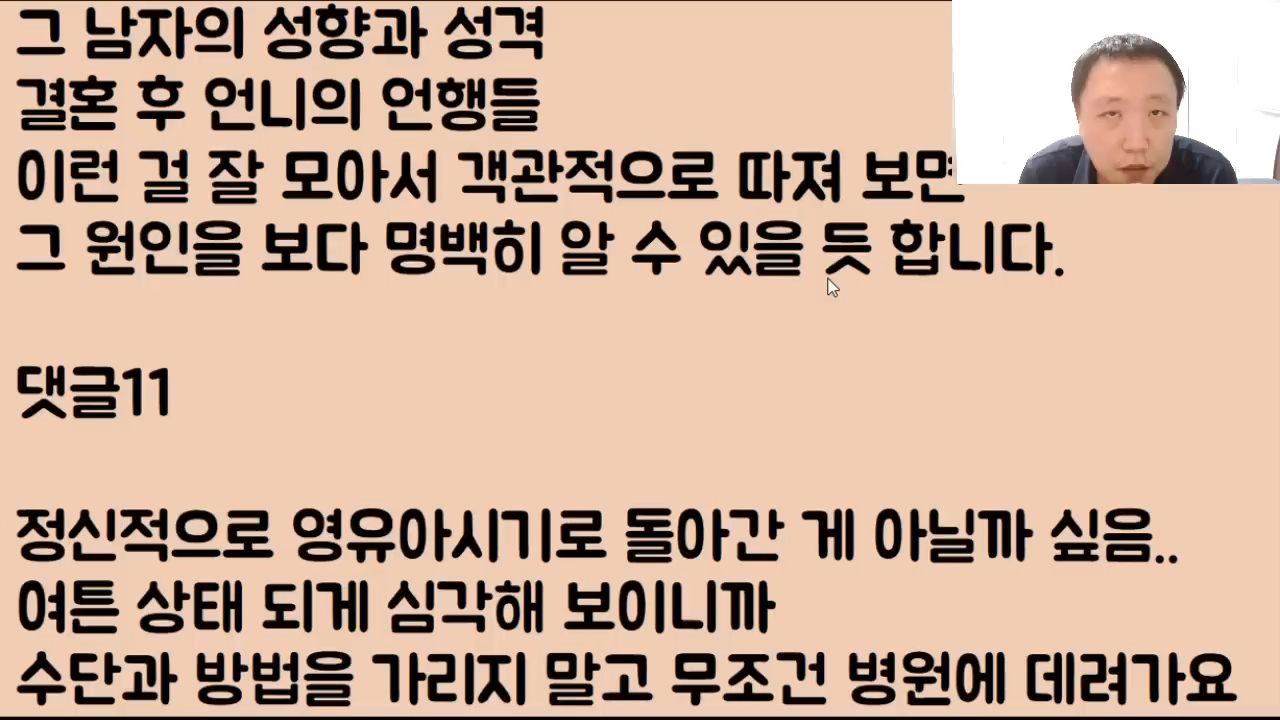 그 남자의 성향과 성격
결혼 후 언니의 언행들
이런 걸 잘 모아서 객관적으로 따져 보면
그 원인을 보다 명백히 알 수 있을 듯 합니다.
댓글11
정신적으로 영유아시기로 돌아간 게 아닐까 싶음..
여튼 상태 되게 심각해 보이니까
수단과 방법을 가리지 말고 무조건 병원에 데려가요